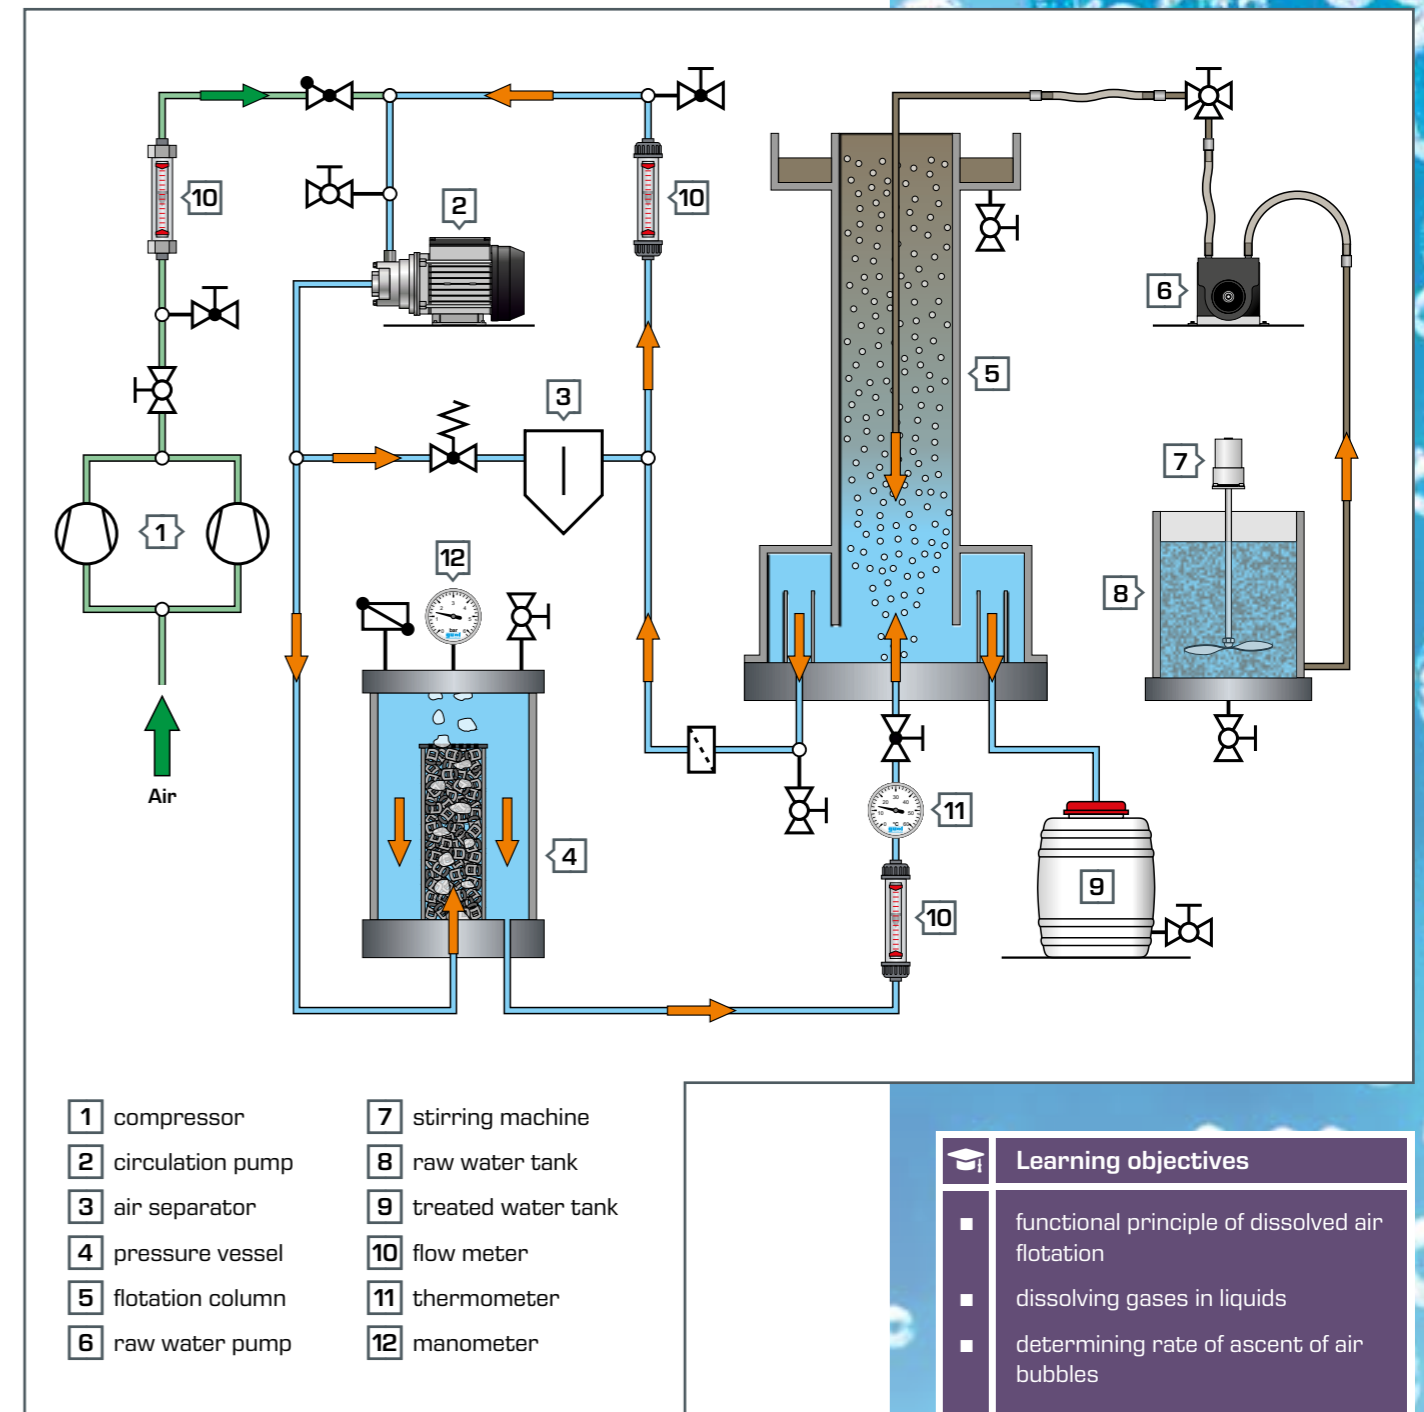 10
10
2
6
5
3
7
1
12
8
Air
11
4
9
10
1 compressor
2 circulation pump
3 air separator
4 pressure vessel
5 flotation column
6 raw water pump
7 stirring machine
8 raw water tank
9 treated water tank
10 flow meter
11 thermometer
12 manometer
Learning objectives
functional principle of dissolved air
flotation
dissolving gases in liquids
determining rate of ascent of air
bubbles